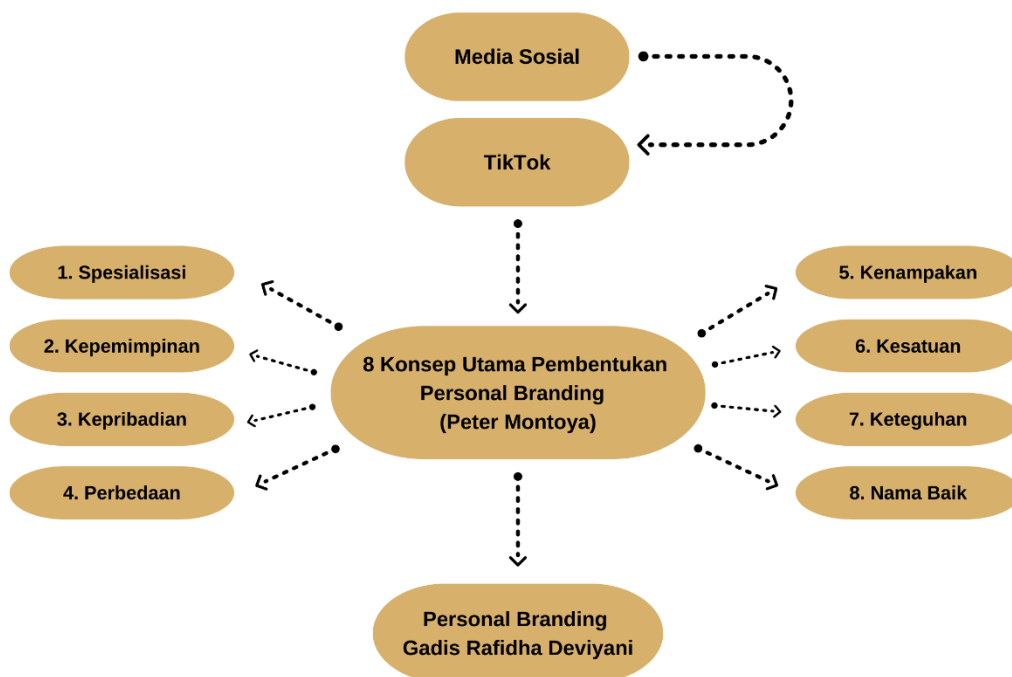 Media Sosial
TikTok
1. Spesialisasi
2. Kepemimpinan
3. Kepribadian
4. Perbedaan
8 Konsep Utama Pembentukan
Personal Branding
(Peter Montoya)
5. Kenampakan
6. Kesatuan
7. Keteguhan
8. Nama Baik
Personal Branding
Gadis Rafidha Deviyani